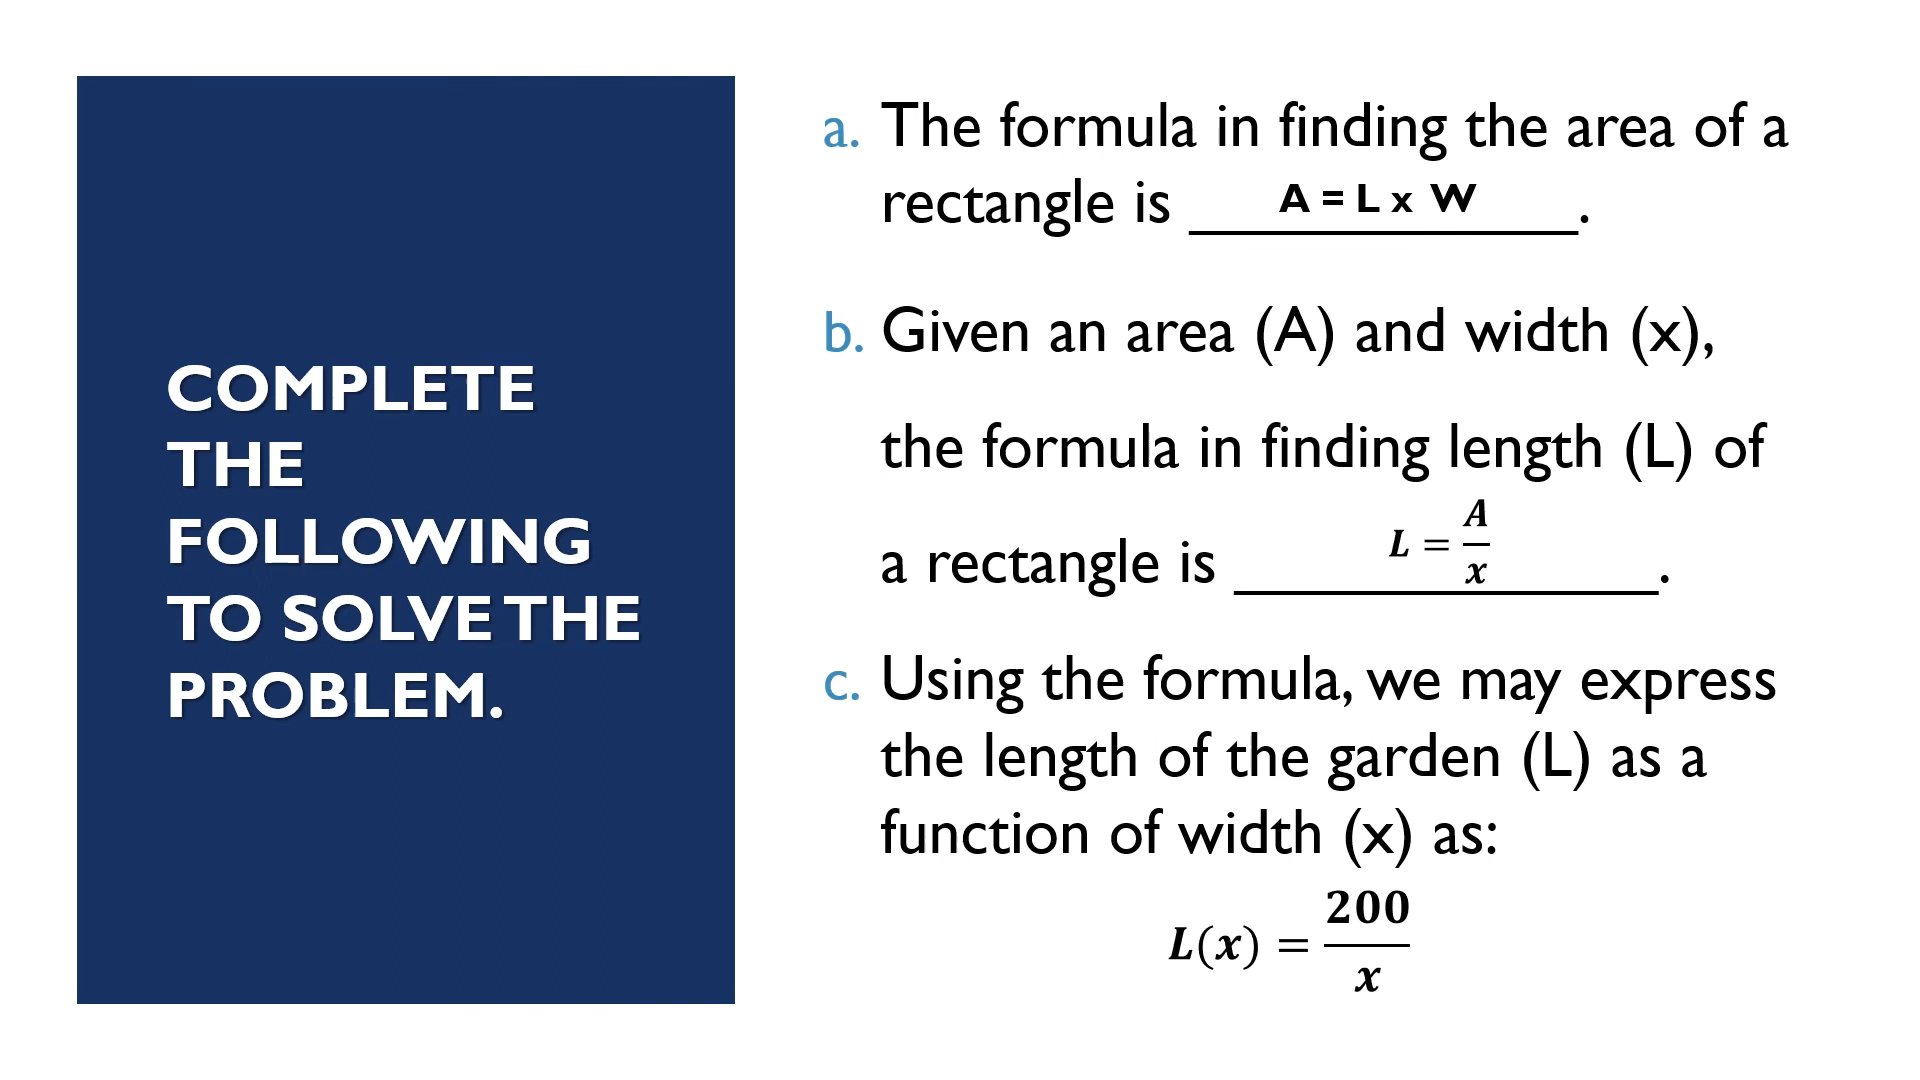 COMPLETE
THE
FOLLOWING
TO SOLVE THE
PROBLEM.
a. The formula in finding the area of a
rectangle is A = L x W.
b. Given an area (A) and width (x),
the formula in finding length (L) of
a rectangle is L = A/x.
c. Using the formula, we may express
the length of the garden (L) as a
function of width (x) as:
L(x) = 200/x